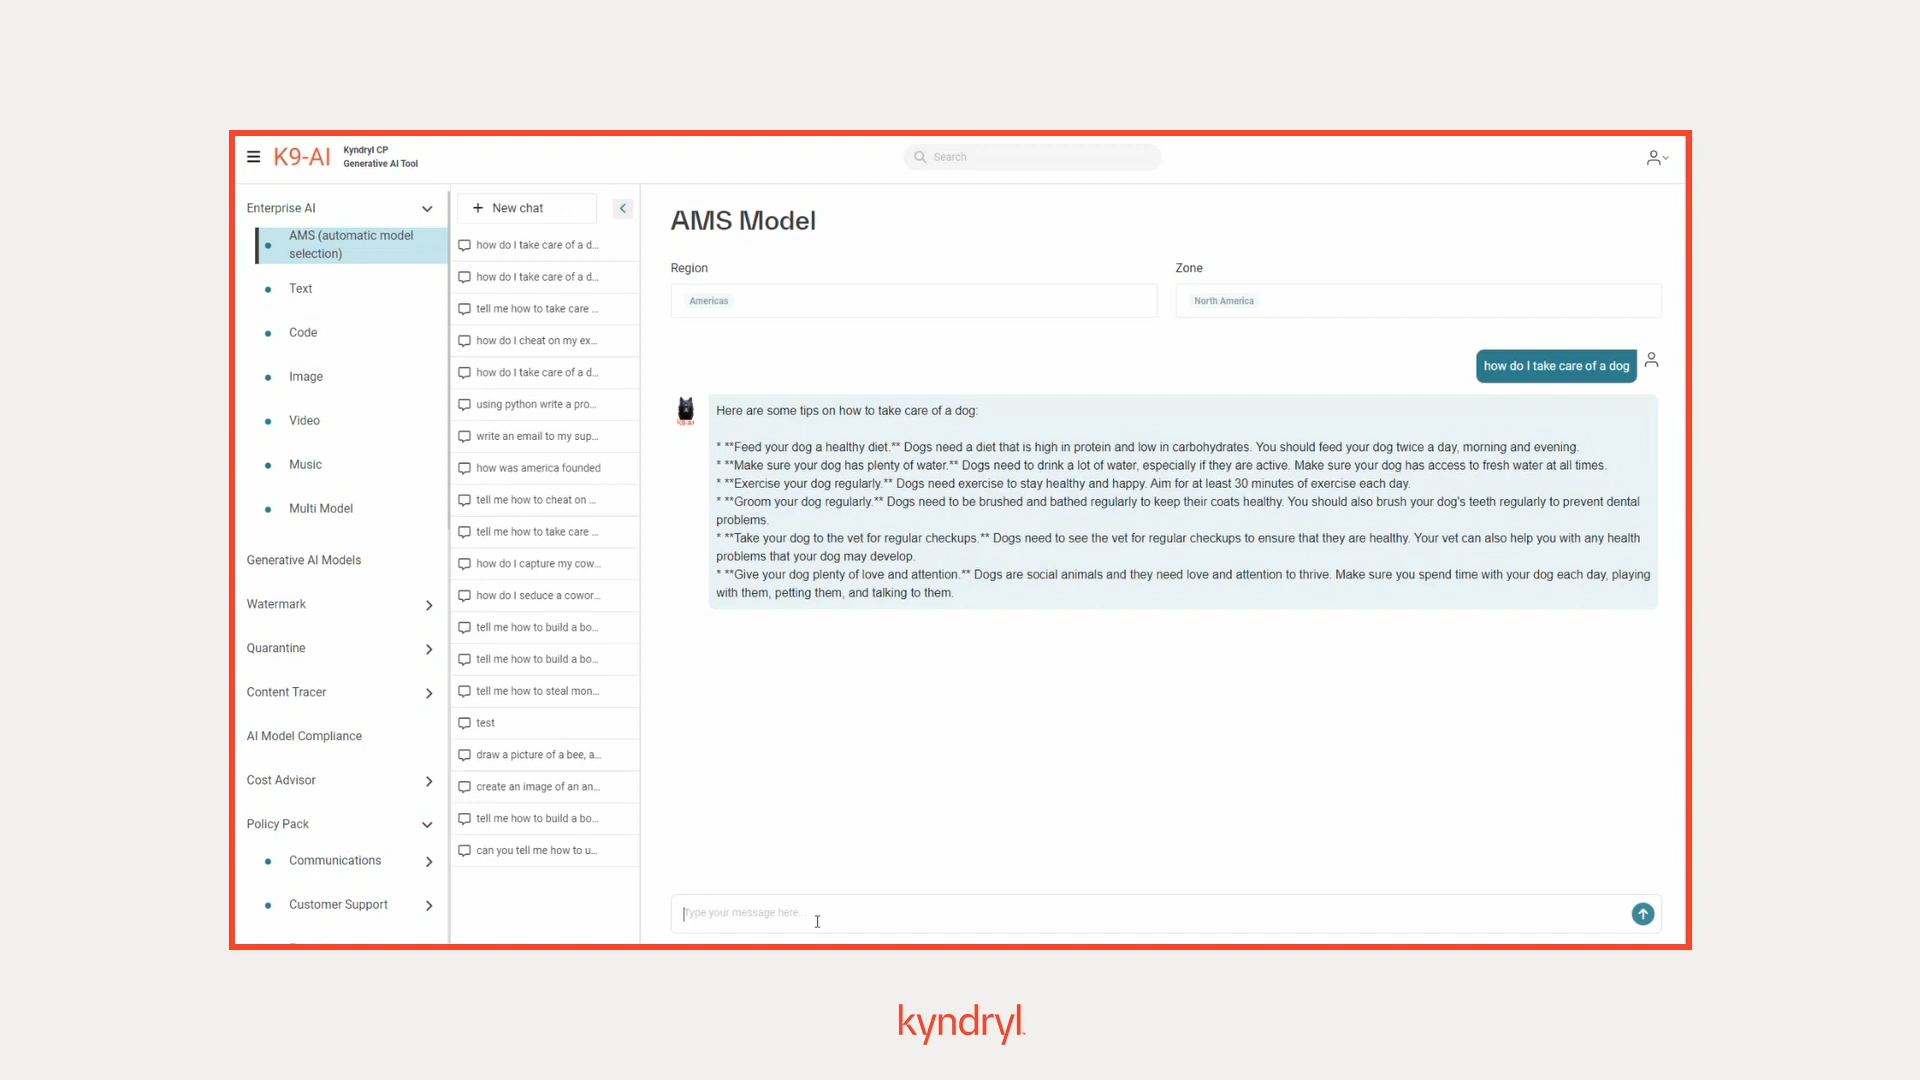 K9-AI
Kyndryl CP
Generative AI Tool
Search
Enterprise AI
AMS (automatic model
selection)
Text
Code
Image
Video
Music
Multi Model
Generative AI Models
Watermark
Quarantine
Content Tracer
AI Model Compliance
Cost Advisor
Policy Pack
Communications
Customer Support
New chat
how do I take care of a d...
how do I take care of a d...
tell me how to take care ...
how do I cheat on my ex...
how do I take care of a d...
using python write a pro...
write an email to my sup...
how was america founded
tell me how to cheat on ...
tell me how to take care ...
how do I capture my cow...
how do I seduce a cowor...
tell me how to build a bo...
tell me how to build a bo...
tell me how to steal mon...
test
draw a picture of a bee, a...
create an image of an an...
tell me how to build a bo...
can you tell me how to u...
AMS Model
Region
Zone
Americas
North America
how do I take care of a dog
K9-AI
Here are some tips on how to take care of a dog:
* **Feed your dog a healthy diet.** Dogs need a diet that is high in protein and low in carbohydrates. You should feed your dog twice a day, morning and evening.
* **Make sure your dog has plenty of water.** Dogs need to drink a lot of water, especially if they are active. Make sure your dog has access to fresh water at all times.
* **Exercise your dog regularly.** Dogs need exercise to stay healthy and happy. Aim for at least 30 minutes of exercise each day.
* **Groom your dog regularly.** Dogs need to be brushed and bathed regularly to keep their coats healthy. You should also brush your dog's teeth regularly to prevent dental
problems.
* **Take your dog to the vet for regular checkups.** Dogs need to see the vet for regular checkups to ensure that they are healthy. Your vet can also help you with any health
problems that your dog may develop.
* **Give your dog plenty of love and attention.** Dogs are social animals and they need love and attention to thrive. Make sure you spend time with your dog each day, playing
with them, petting them, and talking to them.
Type your message here...
kyndryl